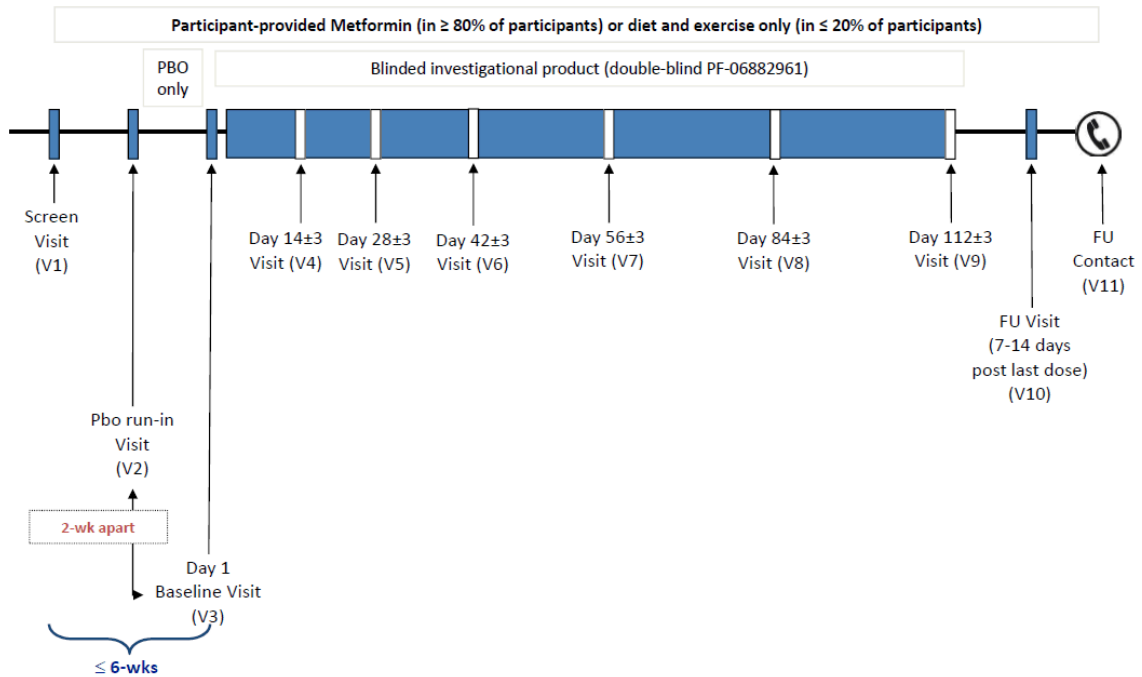 Participant-provided Metformin (in ≥ 80% of participants) or diet and exercise only (in ≤ 20% of participants)
PBO
only
Blinded investigational product (double-blind PF-06882961)
Screen
Visit
(V1)
Day 14±3
Visit (V4)
Day 28±3
Visit (V5)
Day 42±3
Visit (V6)
Day 56±3
Visit (V7)
Day 84±3
Visit (V8)
Day 112±3
Visit (V9)
FU
Contact
(V11)
FU Visit
(7-14 days
post last dose)
(V10)
Pbo run-in
Visit
(V2)
2-wk apart
Day 1
Baseline Visit
(V3)
≤ 6-wks